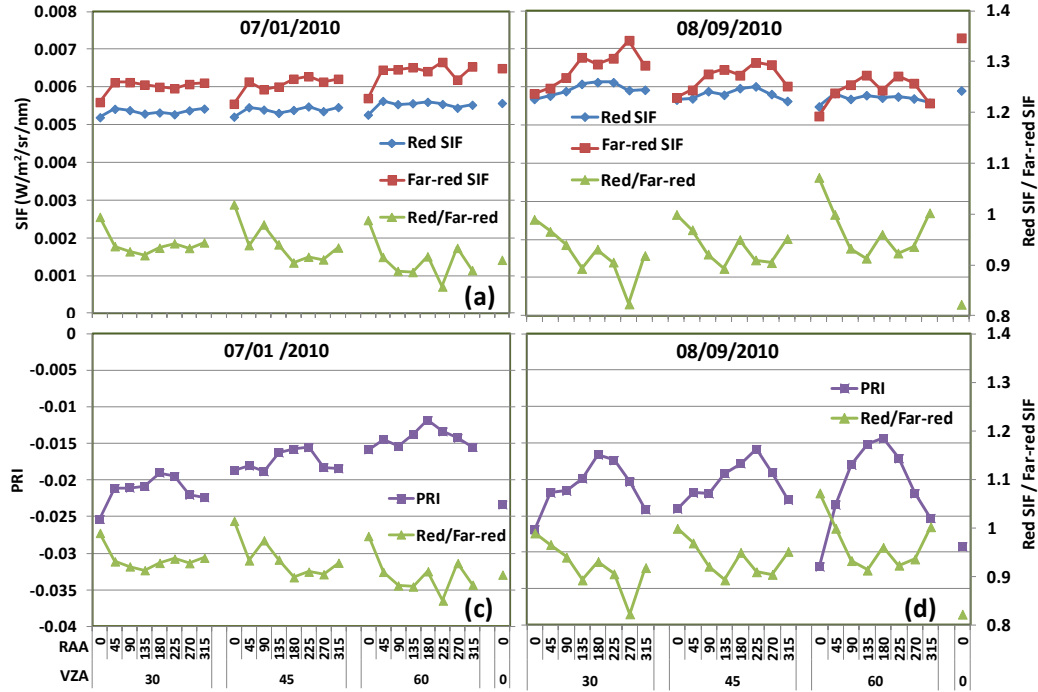 07/01/2010
08/09/2010
SIF (W/m²/sr/nm)
0.008
0.007
0.006
0.005
0.004
0.003
0.002
0.001
0
Red SIF
Far-red SIF
Red/Far-red
(a)
Red SIF
Far-red SIF
Red/Far-red
1.4
1.3
1.2
1.1
1
0.9
0.8
Red SIF / Far-red SIF
07/01 /2010
08/09/2010
PRI
0
-0.005
-0.01
-0.015
-0.02
-0.025
-0.03
-0.035
-0.04
PRI
Red/Far-red
(c)
PRI
Red/Far-red
(d)
1.4
1.3
1.2
1.1
1
0.9
0.8
Red SIF / Far-red SIF
RAA 0 45 90 135 180 225 270 315 0 45 90 135 180 225 270 315 0 45 90 135 180 225 270 315 0 0 45 90 135 180 225 270 315 0 45 90 135 180 225 270 315 0 45 90 135 180 225 270 315 0
VZA 30 45 60 0 30 45 60 0